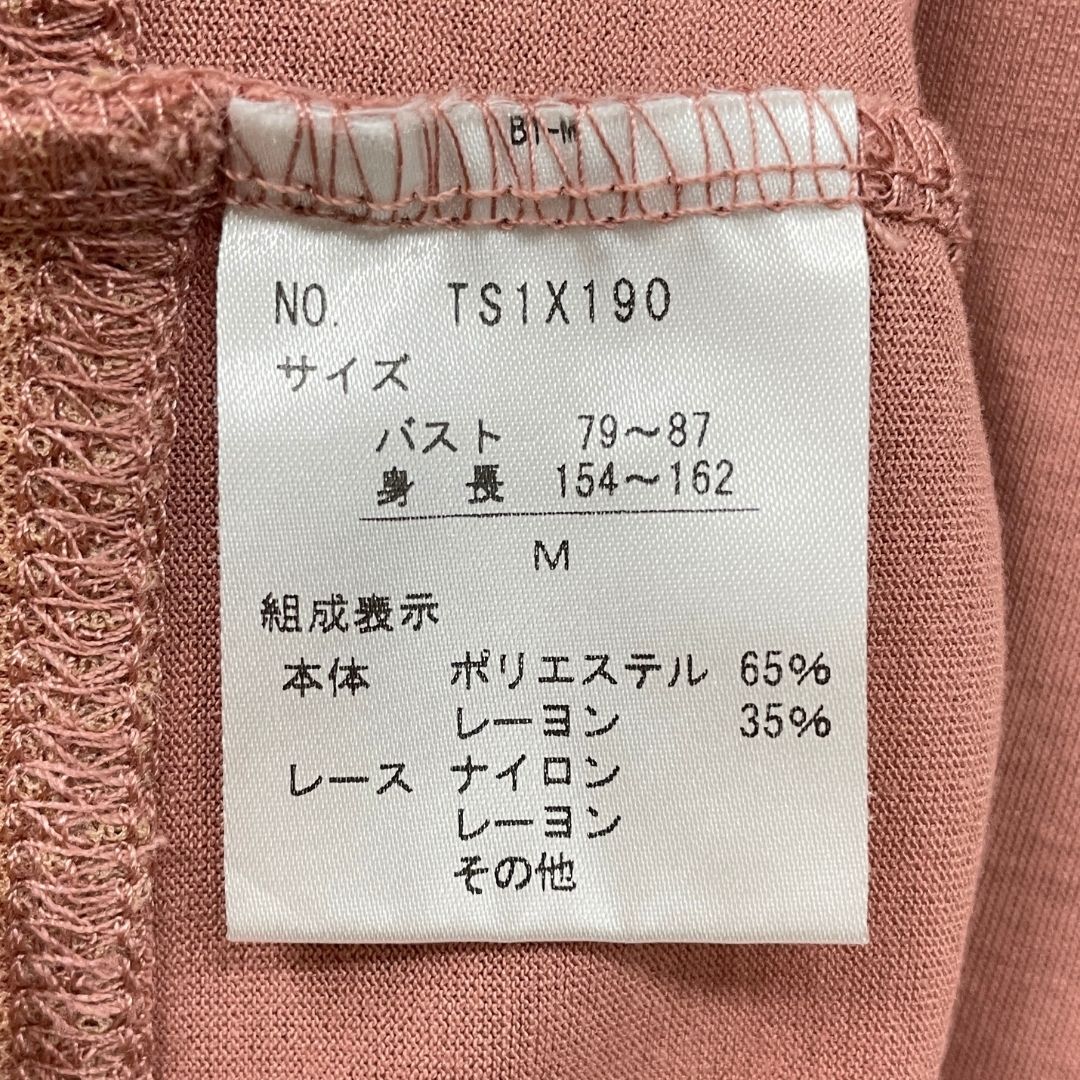 B1-M
NO. TS1X190
サイズ
バスト 79～87
身長 154～162
M
組成表示
本体 ポリエステル 65%
レーヨン 35%
レース ナイロン
レーヨン
その他